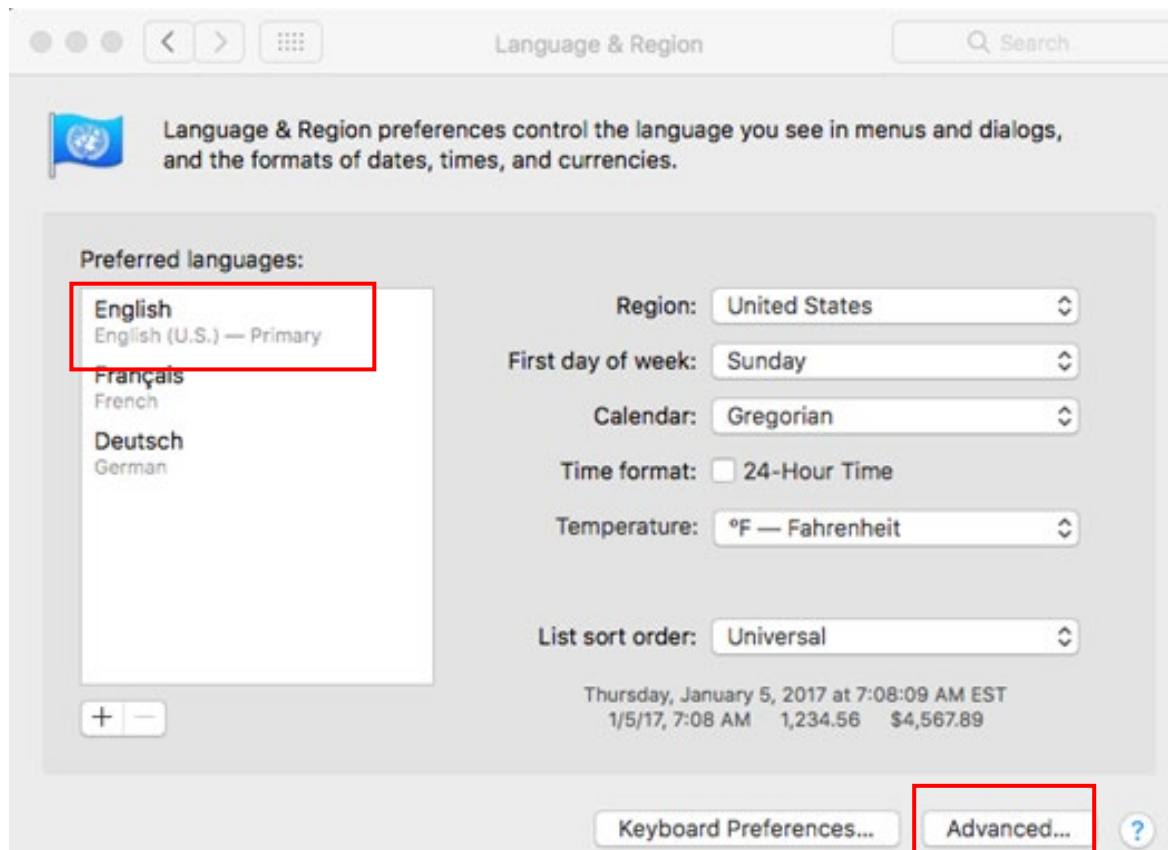 Language & Region
Search
Language & Region preferences control the language you see in menus and dialogs,
and the formats of dates, times, and currencies.
Preferred languages:
English
English (U.S.) — Primary
Français
French
Deutsch
German
Region: United States
First day of week: Sunday
Calendar: Gregorian
Time format: 24-Hour Time
Temperature: °F — Fahrenheit
List sort order: Universal
Thursday, January 5, 2017 at 7:08:09 AM EST
1/5/17, 7:08 AM 1,234.56 $4,567.89
+ −
Keyboard Preferences... Advanced... ?